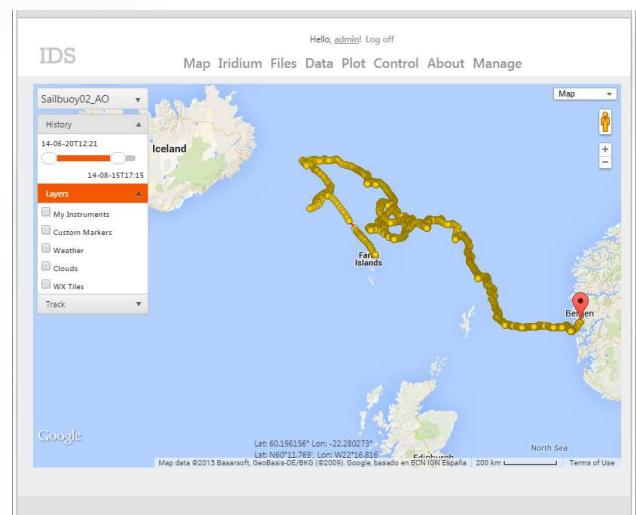 Hello, admin! Log off
IDS
Map Iridium Files Data Plot Control About Manage
Sailbuoy02_AO
Map
History
14-06-20T12:21
14-08-15T17:15
Layers
My Instruments
Custom Markers
Weather
Clouds
WX Tiles
Track
+
−
Iceland
Faroe
Islands
Bergen
Google
Lat: 60.196156° Lon: -22.280273°
Lat: N60°11.769', Lon: W22°16.816'
Edinburgh
North Sea
Map data ©2015 Basarsoft, GeoBasis-DE/BKG (©2009), Google, basado en BCN IGN España
200 km
Terms of Use